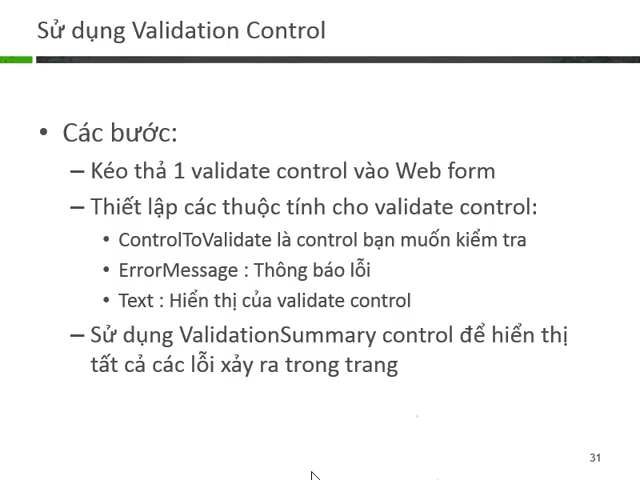 Sử dụng Validation Control
• Các bước:
– Kéo thả 1 validate control vào Web form
– Thiết lập các thuộc tính cho validate control:
• ControlToValidate là control bạn muốn kiểm tra
• ErrorMessage : Thông báo lỗi
• Text : Hiển thị của validate control
– Sử dụng ValidationSummary control để hiển thị
tất cả các lỗi xảy ra trong trang
31